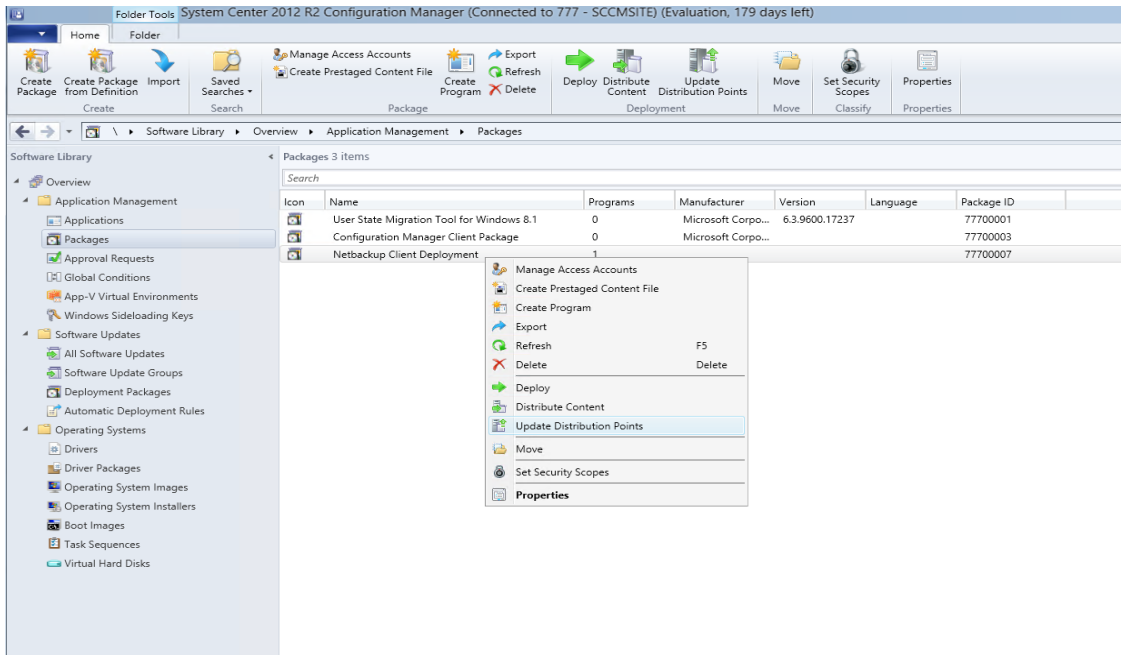 Folder Tools System Center 2012 R2 Configuration Manager (Connected to 777 - SCCMSITE) (Evaluation, 179 days left)
Home Folder
Create Package
Create Package from Definition
Import
Saved Searches
Manage Access Accounts
Create Prestaged Content File
Create Program
Export
Refresh
Delete
Deploy
Distribute Content
Update Distribution Points
Move
Set Security Scopes
Properties
Create Search Package Deployment Move Classify Properties
\ Software Library Overview Application Management Packages
Software Library
Overview
Application Management
Applications
Packages
Approval Requests
Global Conditions
App-V Virtual Environments
Windows Sideloading Keys
Software Updates
All Software Updates
Software Update Groups
Deployment Packages
Automatic Deployment Rules
Operating Systems
Drivers
Driver Packages
Operating System Images
Operating System Installers
Boot Images
Task Sequences
Virtual Hard Disks
Packages 3 items
Search
Icon Name Programs Manufacturer Version Language Package ID
User State Migration Tool for Windows 8.1 0 Microsoft Corpo... 6.3.9600.17237 77700001
Configuration Manager Client Package 0 Microsoft Corpo... 77700003
Netbackup Client Deployment 1 77700007
Manage Access Accounts
Create Prestaged Content File
Create Program
Export
Refresh F5
Delete Delete
Deploy
Distribute Content
Update Distribution Points
Move
Set Security Scopes
Properties